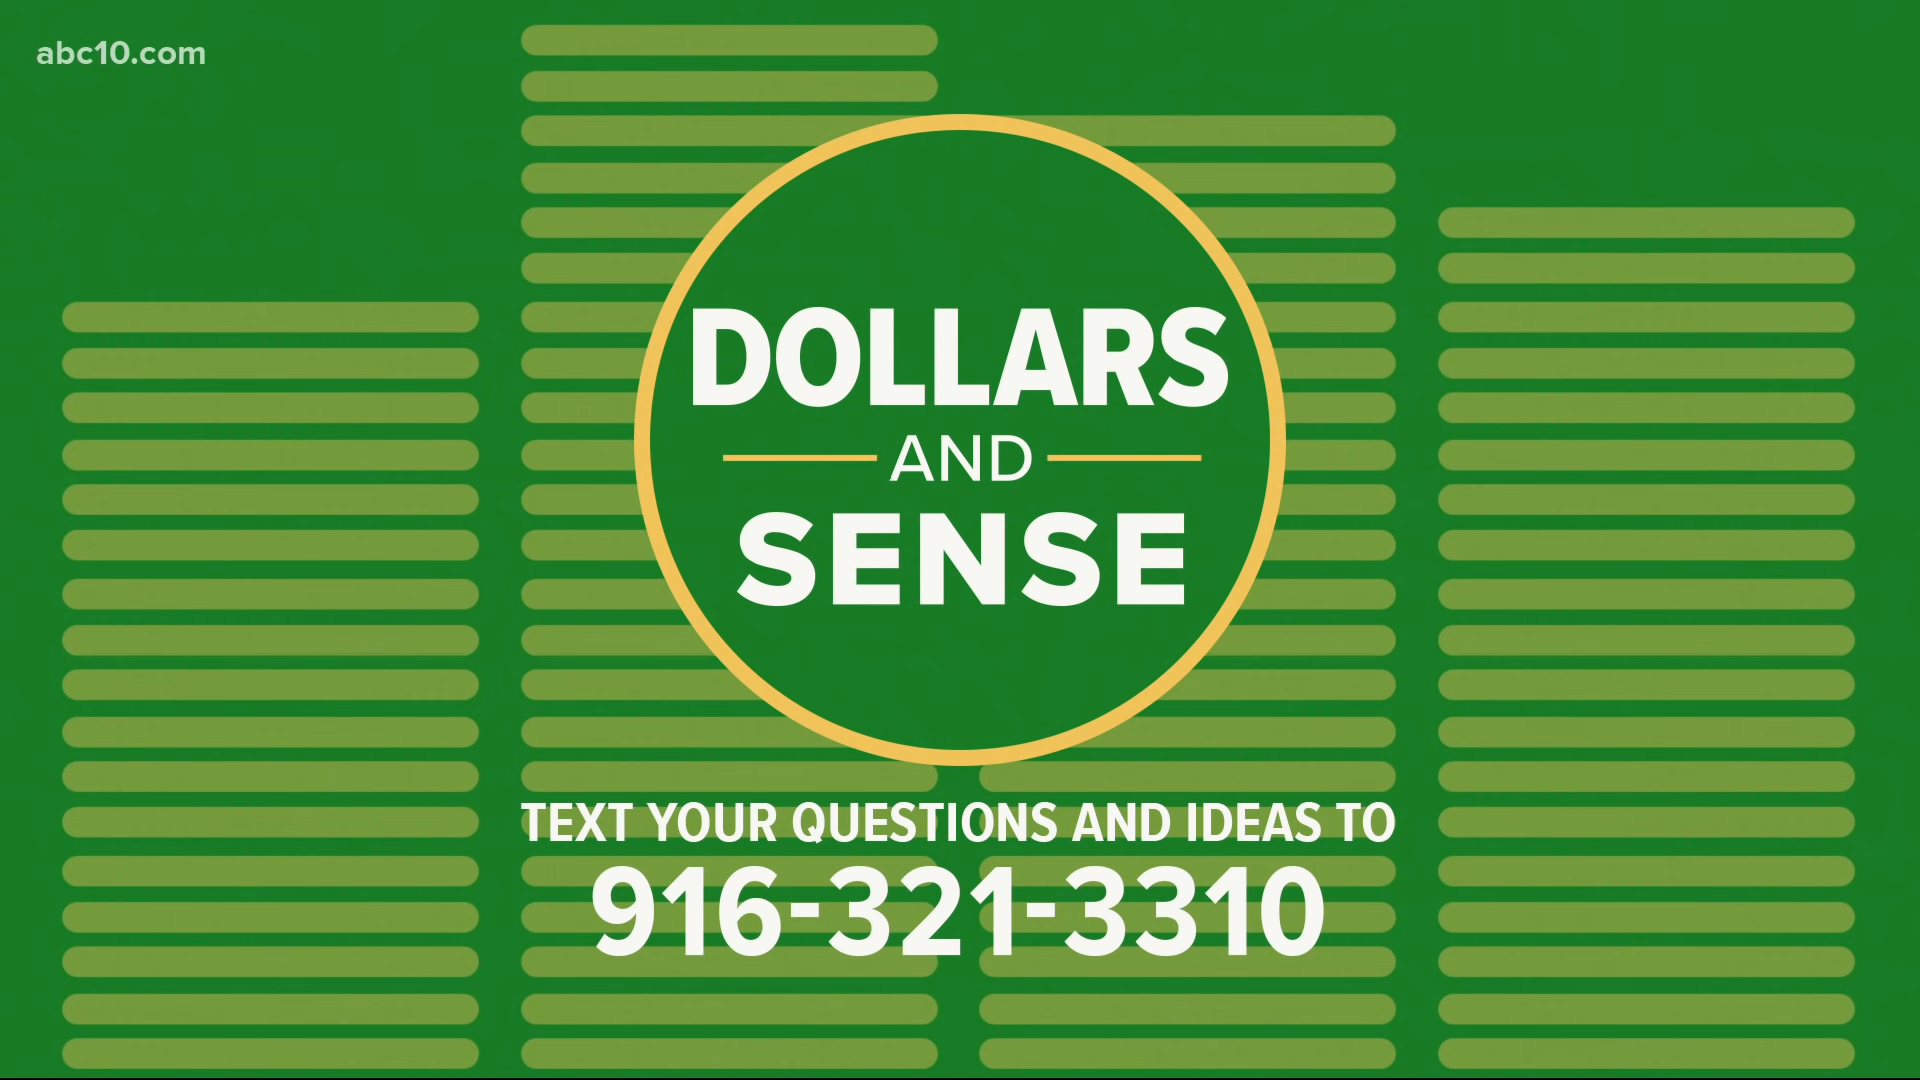 abc10.com
DOLLARS
AND
SENSE
TEXT YOUR QUESTIONS AND IDEAS TO
916-321-3310